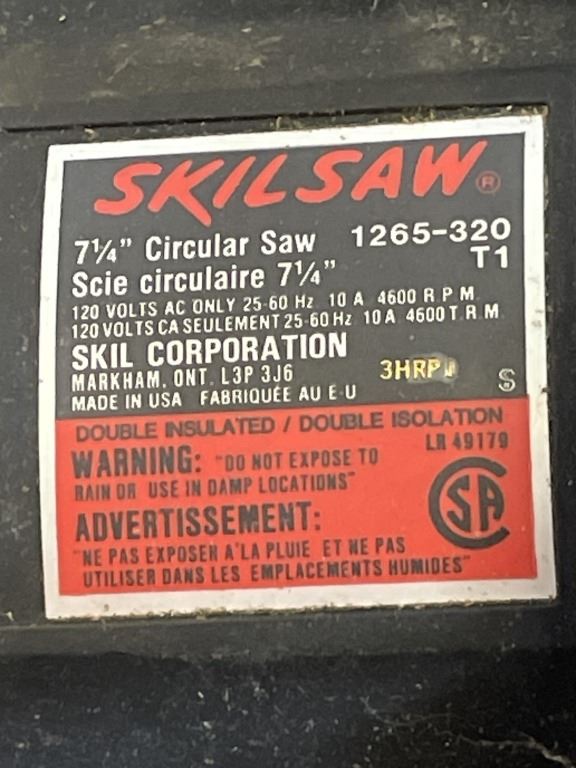 SKILSAW®
7¼" Circular Saw 1265-320
Scie circulaire 7¼" T1
120 VOLTS AC ONLY 25-60 Hz 10 A 4600 R.P.M.
120 VOLTS CA SEULEMENT 25-60 Hz 10 A 4600 T.R.M.
SKIL CORPORATION
MARKHAM, ONT. L3P 3J6 3HRP
MADE IN USA FABRIQUÉE AU E-U S
DOUBLE INSULATED / DOUBLE ISOLATION
LR 49179
WARNING: "DO NOT EXPOSE TO
RAIN OR USE IN DAMP LOCATIONS"
SA
ADVERTISSEMENT:
"NE PAS EXPOSER A'LA PLUIE ET NE PAS
UTILISER DANS LES EMPLACEMENTS HUMIDES"